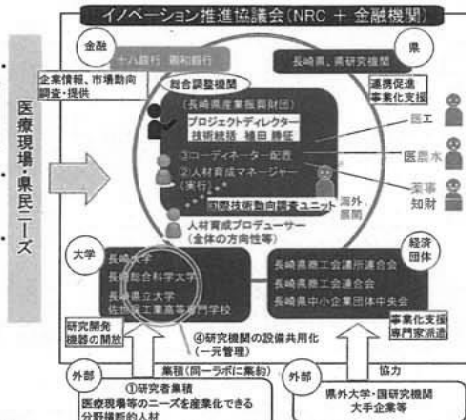 イノベーション推進協議会(NRC + 金融機関)
金融
十八銀行 親和銀行
企業情報、市場動向
調査・提供
県
長崎県、県研究機関
連携促進
事業化支援
総合調整機関
(長崎県産業振興財団)
プロジェクトディレクター
技術統括 植田 勝征
③コーディネーター配置
②人材育成マネージャー
(実行)
国際技術動向調査ユニット
人材育成プロデューサー
(全体の方向性等)
医工
医農水
薬事
知財
海外
展開
医療現場・県民ニーズ
大学
長崎大学
長崎総合科学大学
長崎県立大学
佐世保工業高等専門学校
研究開発
機器の開放
経済
団体
長崎県商工会議所連合会
長崎県商工会連合会
長崎県中小企業団体中央会
事業化支援
専門家派遣
④研究機関の設備共用化
(一元管理)
集積(同一ラボに集約)
協力
外部
①研究者集積
医療現場等のニーズを産業化できる
分野横断的人材
外部
県外大学・国研究機関
大手企業等